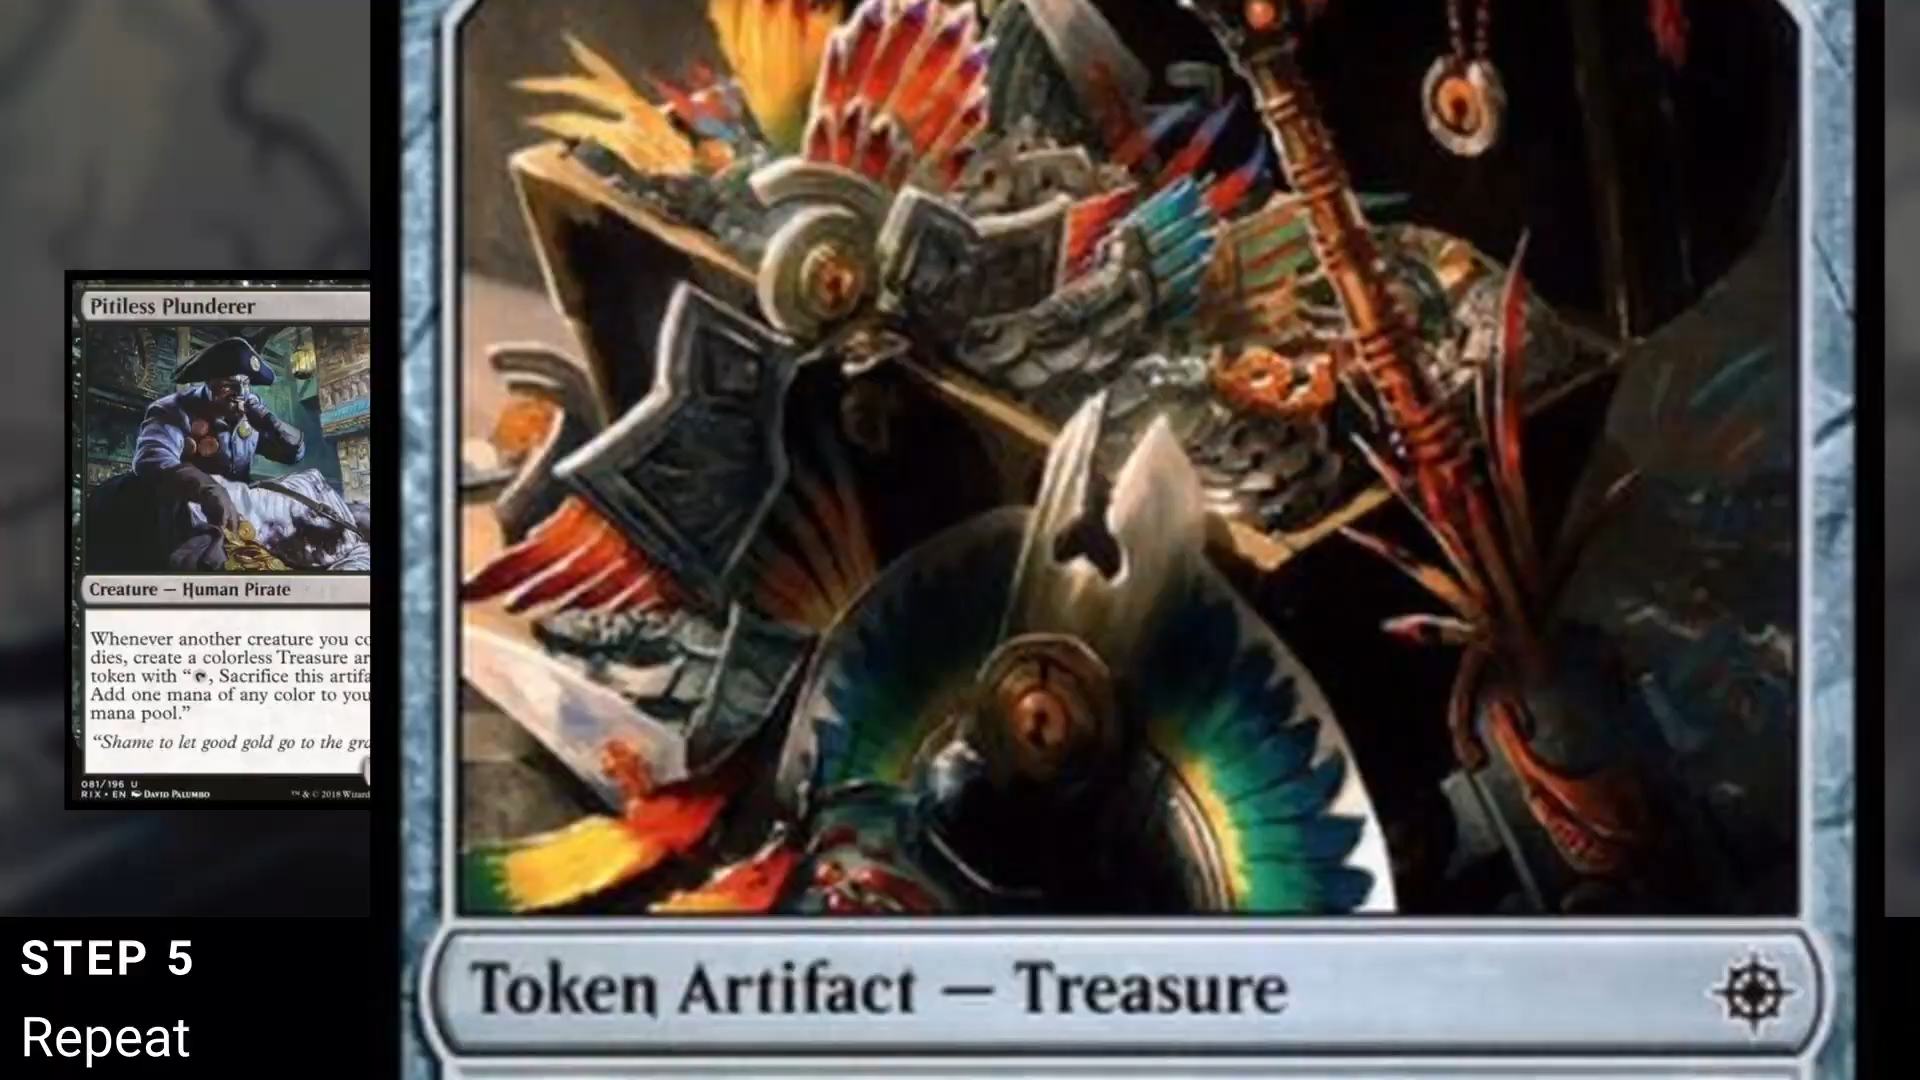 Pitiless Plunderer
Creature — Human Pirate
Whenever another creature you co
dies, create a colorless Treasure ar
token with “, Sacrifice this artifa
Add one mana of any color to you
mana pool.”
“Shame to let good gold go to the gra
081/196 U
RIX • EN DAVID PALUMBO
™ & © 2018 Wizard
Token Artifact — Treasure
STEP 5
Repeat